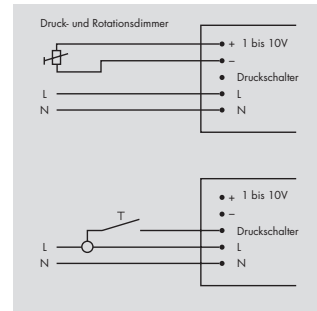 Druck- und Rotationsdimmer
+ 1 bis 10V
–
Druckschalter
L L
N N
+ 1 bis 10V
–
T
Druckschalter
L L
N N